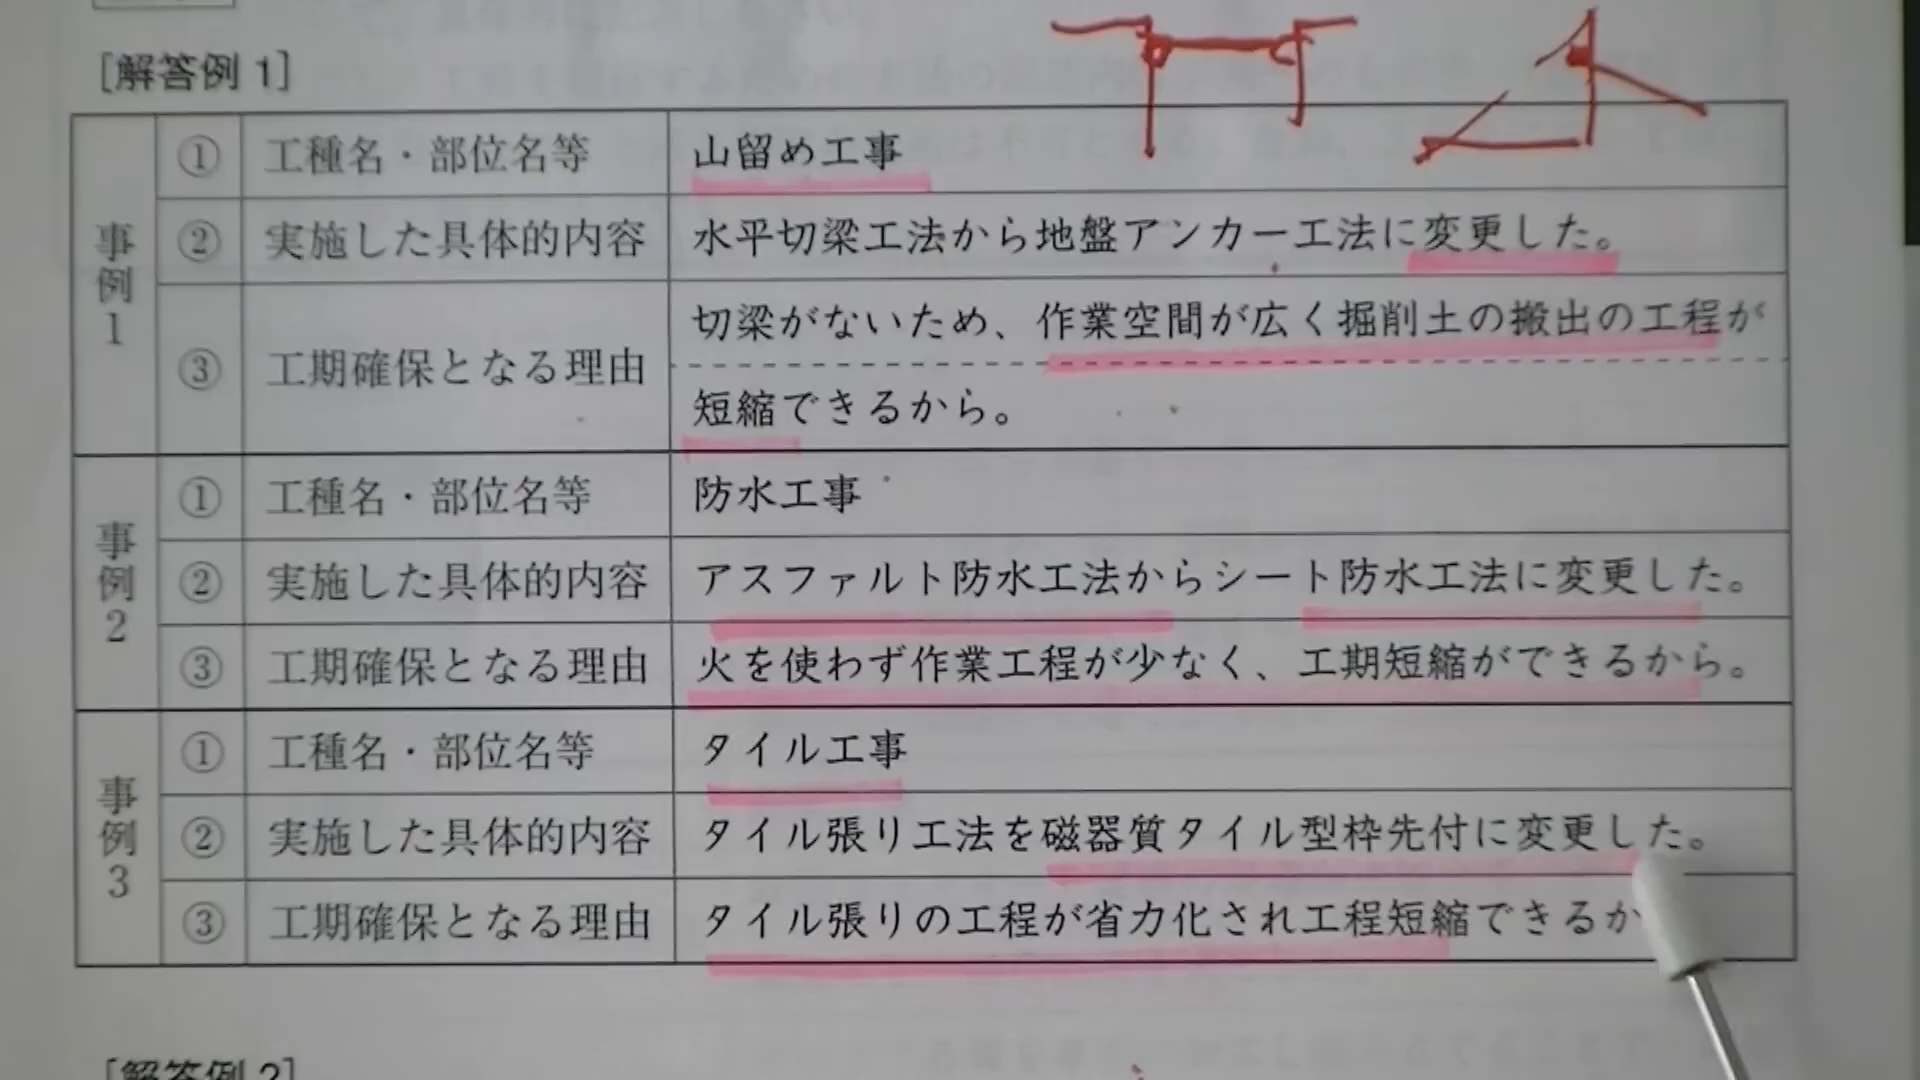 [解答例1]
事例1
① 工種名・部位名等 山留め工事
② 実施した具体的内容 水平切梁工法から地盤アンカー工法に変更した。
③ 工期確保となる理由 切梁がないため、作業空間が広く掘削土の搬出の工程が
短縮できるから。
事例2
① 工種名・部位名等 防水工事
② 実施した具体的内容 アスファルト防水工法からシート防水工法に変更した。
③ 工期確保となる理由 火を使わず作業工程が少なく、工期短縮ができるから。
事例3
① 工種名・部位名等 タイル工事
② 実施した具体的内容 タイル張り工法を磁器質タイル型枠先付に変更した。
③ 工期確保となる理由 タイル張りの工程が省力化され工程短縮できるか
[解答例2]